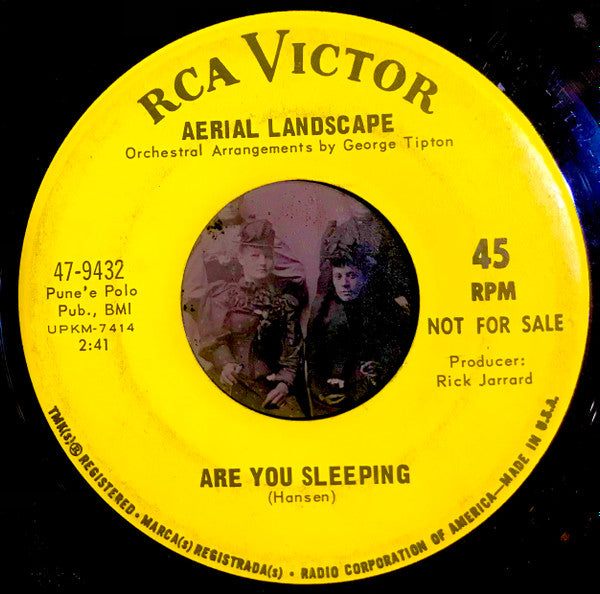 RCA VICTOR
AERIAL LANDSCAPE
Orchestral Arrangements by George Tipton
47-9432
Pune'e Polo
Pub., BMI
UPKM-7414
2:41
45
RPM
NOT FOR SALE
Producer:
Rick Jarrard
ARE YOU SLEEPING
(Hansen)
TMK(s)® REGISTERED • MARCA(s) REGISTRADA(s) • RADIO CORPORATION OF AMERICA—MADE IN U.S.A.